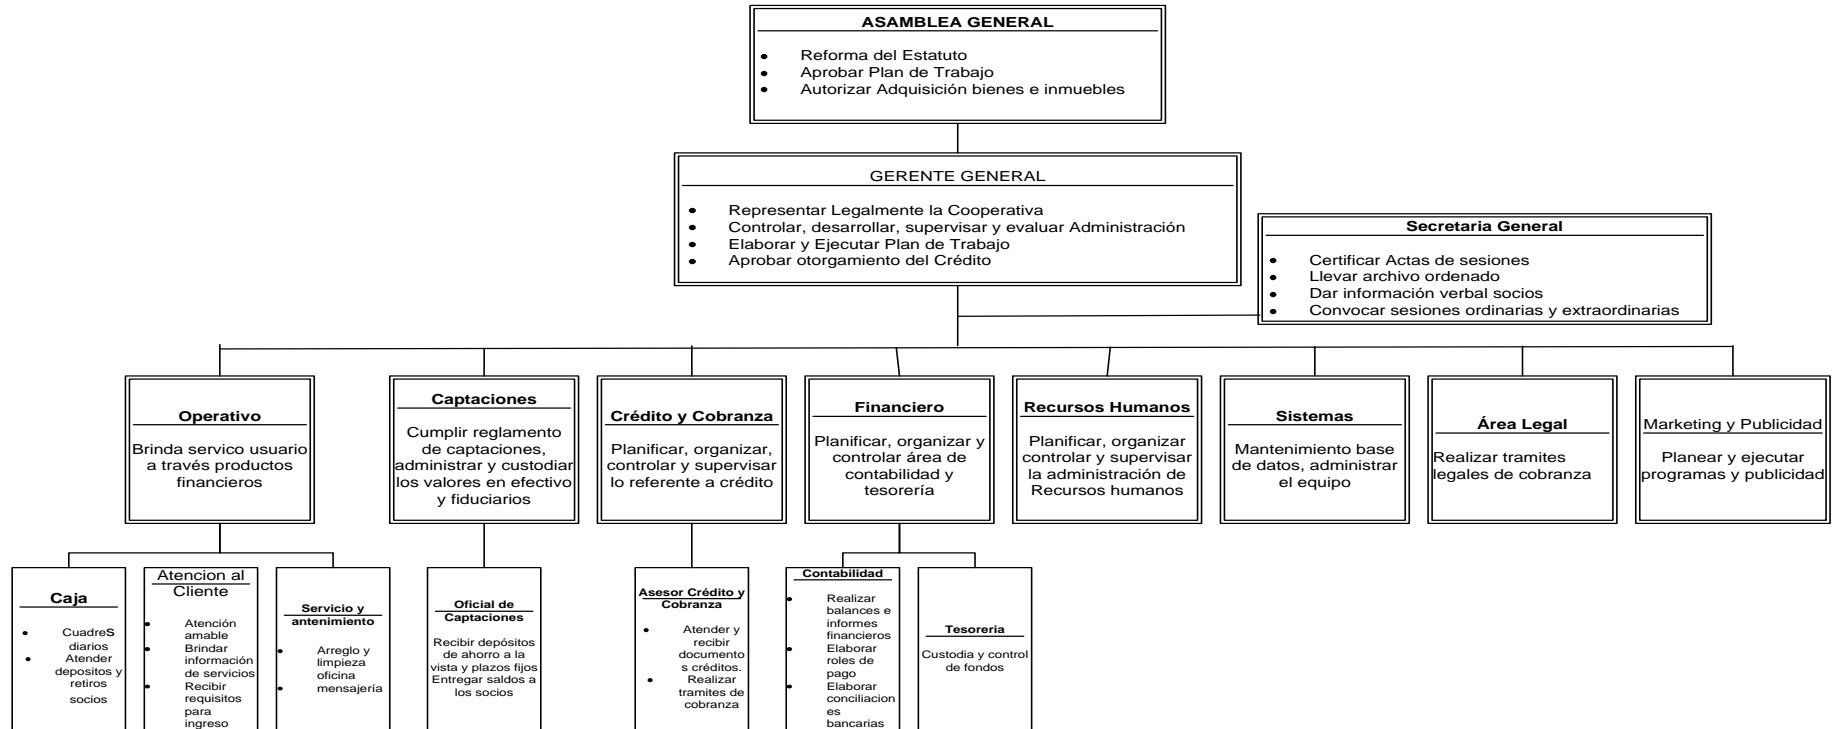 ASAMBLEA GENERAL
• Reforma del Estatuto
• Aprobar Plan de Trabajo
• Autorizar Adquisición bienes e inmuebles
GERENTE GENERAL
• Representar Legalmente la Cooperativa
• Controlar, desarrollar, supervisar y evaluar Administración
• Elaborar y Ejecutar Plan de Trabajo
• Aprobar otorgamiento del Crédito
Secretaria General
• Certificar Actas de sesiones
• Llevar archivo ordenado
• Dar información verbal socios
• Convocar sesiones ordinarias y extraordinarias
Operativo
Brinda servico usuario
a través productos
financieros
Captaciones
Cumplir reglamento
de captaciones,
administrar y custodiar
los valores en efectivo
y fiduciarios
Crédito y Cobranza
Planificar, organizar,
controlar y supervisar
lo referente a crédito
Financiero
Planificar, organizar y
controlar área de
contabilidad y
tesorería
Recursos Humanos
Planificar, organizar
controlar y supervisar
la administración de
Recursos humanos
Sistemas
Mantenimiento base
de datos, administrar
el equipo
Área Legal
Realizar tramites
legales de cobranza
Marketing y Publicidad
Planear y ejecutar
programas y publicidad
Caja
• CuadreS
diarios
• Atender
depositos y
retiros
socios
Atencion al
Cliente
• Atención
amable
• Brindar
información
de servicios
• Recibir
requisitos
para
ingreso
Servicio y
antenimiento
• Arreglo y
limpieza
oficina
• mensajería
Oficial de
Captaciones
Recibir depósitos
de ahorro a la
vista y plazos fijos
Entregar saldos a
los socios
Asesor Crédito y
Cobranza
• Atender y
recibir
documento
s créditos.
• Realizar
tramites de
cobranza
Contabilidad
• Realizar
balances e
informes
financieros
• Elaborar
roles de
pago
• Elaborar
conciliacion
es
bancarias
Tesoreria
Custodia y control
de fondos